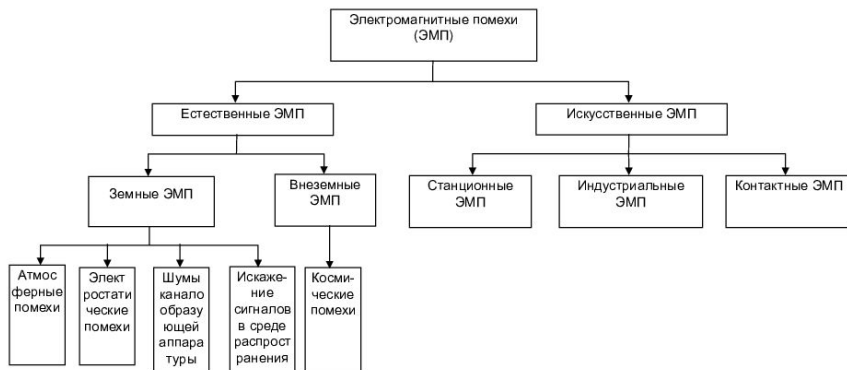 Электромагнитные помехи
(ЭМП)
Естественные ЭМП
Искусственные ЭМП
Земные ЭМП
Внеземные
ЭМП
Станционные
ЭМП
Индустриальные
ЭМП
Контактные ЭМП
Атмос
ферные
помехи
Элект
ростати
ческие
помехи
Шумы
канало
образу
ющей
аппара
туры
Искаже-
ние
сигналов
в среде
распрост
ранения
Косми-
ческие
помехи